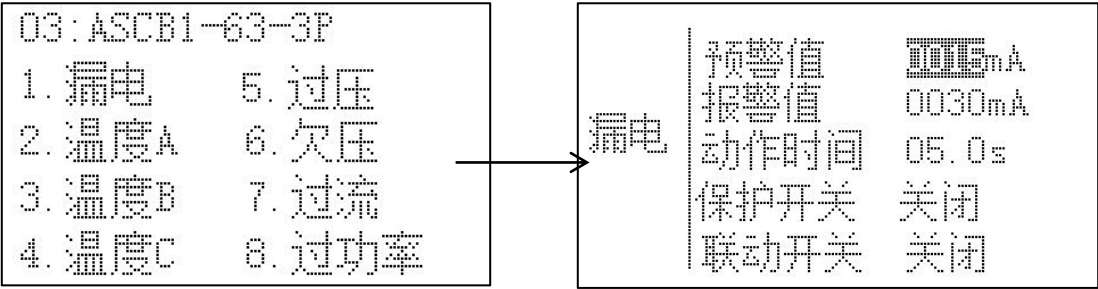 03:ASCB1-63-3P
1.漏电 5.过压
2.温度A 6.欠压
3.温度B 7.过流
4.温度C 8.过功率
漏电
预警值 0015mA
报警值 0030mA
动作时间 05.0s
保护开关 关闭
联动开关 关闭